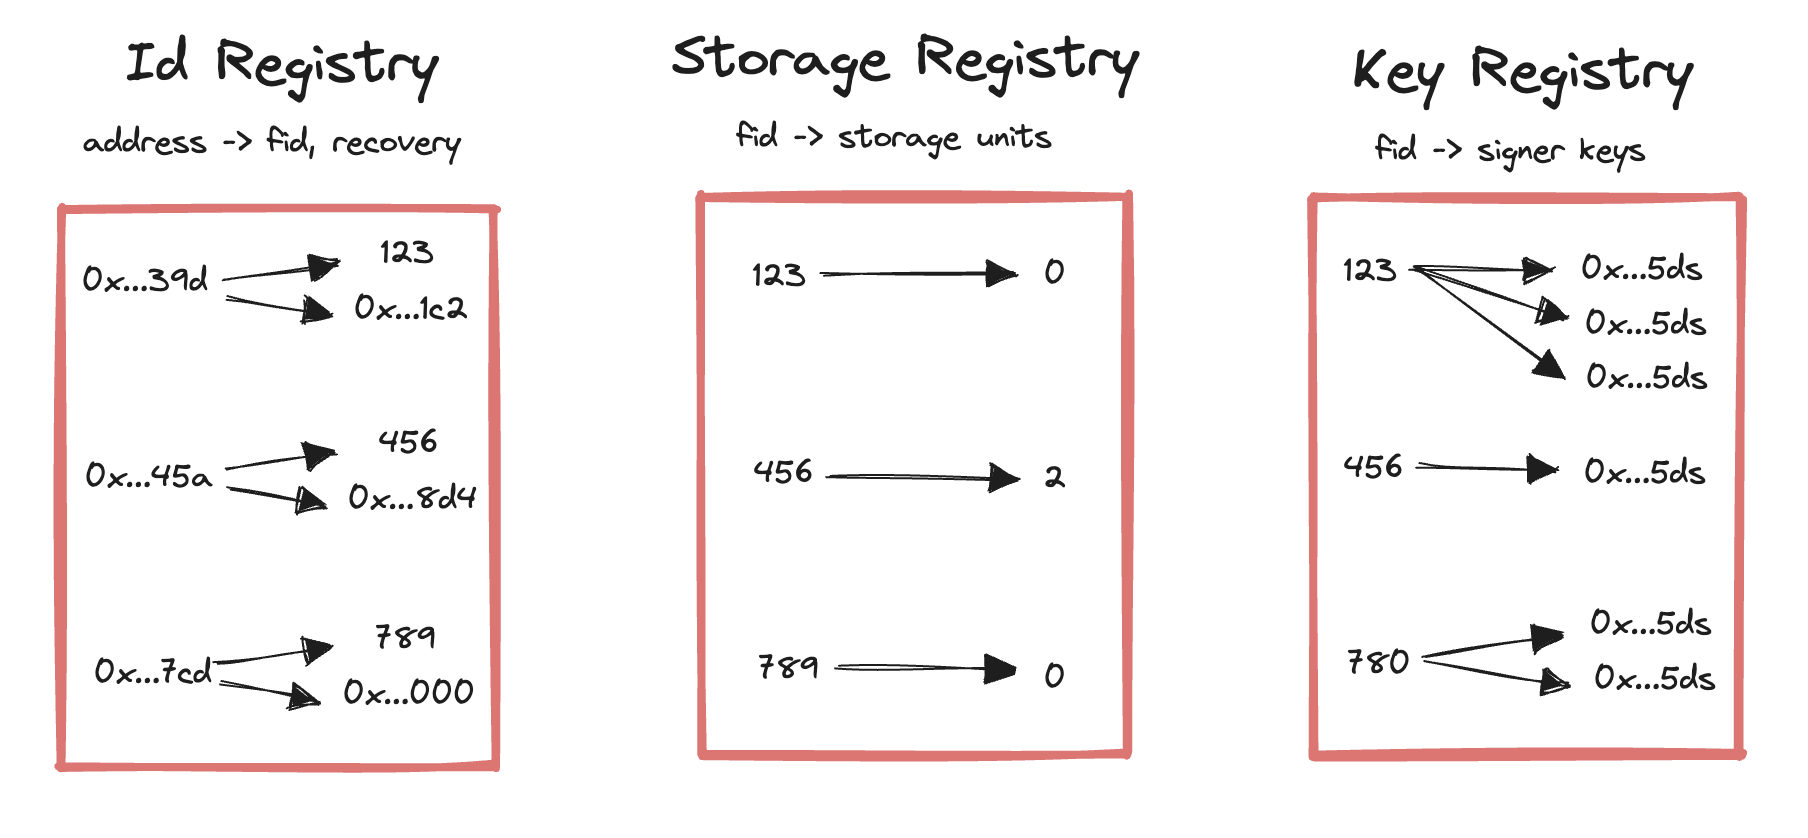 Id Registry
address -> fid, recovery
0x...39d
123
0x...1c2
0x...45a
456
0x...8d4
0x...7cd
789
0x...000
Storage Registry
fid -> storage units
123
0
456
2
789
0
Key Registry
fid -> signer keys
123
0x...5ds
0x...5ds
0x...5ds
456
0x...5ds
780
0x...5ds
0x...5ds